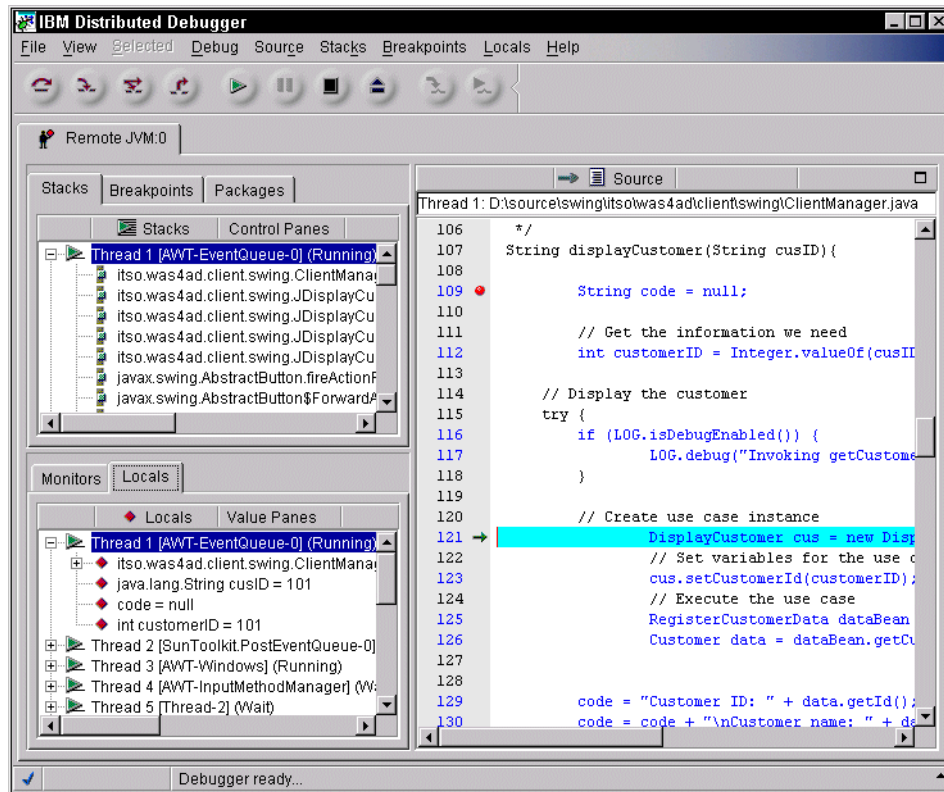 IBM Distributed Debugger
File View Selected Debug Source Stacks Breakpoints Locals Help
Remote JVM:0
Stacks Breakpoints Packages
Stacks Control Panes
Thread 1 [AWT-EventQueue-0] (Running)
itso.was4ad.client.swing.ClientMana
itso.was4ad.client.swing.JDisplayCu
itso.was4ad.client.swing.JDisplayCu
itso.was4ad.client.swing.JDisplayCu
itso.was4ad.client.swing.JDisplayCu
javax.swing.AbstractButton.fireAction
javax.swing.AbstractButton$Forward
Monitors Locals
Locals Value Panes
Thread 1 [AWT-EventQueue-0] (Running)
itso.was4ad.client.swing.ClientMana
java.lang.String cusID = 101
code = null
int customerID = 101
Thread 2 [SunToolkit.PostEventQueue-0]
Thread 3 [AWT-Windows] (Running)
Thread 4 [AWT-InputMethodManager] (Wa
Thread 5 [Thread-2] (Wait)
Source
Thread 1: D:\source\swing\itso\was4ad\client\swing\ClientManager.java
106 */
107 String displayCustomer(String cusID){
108
109 String code = null;
110
111 // Get the information we need
112 int customerID = Integer.valueOf(cusID
113
114 // Display the customer
115 try {
116 if (LOG.isDebugEnabled()) {
117 LOG.debug("Invoking getCustome
118 }
119
120 // Create use case instance
121 DisplayCustomer cus = new Disp
122 // Set variables for the use c
123 cus.setCustomerId(customerID);
124 // Execute the use case
125 RegisterCustomerData dataBean
126 Customer data = dataBean.getCu
127
128
129 code = "Customer ID: " + data.getId();
130 code = code + "\nCustomer name: " + da
Debugger ready...